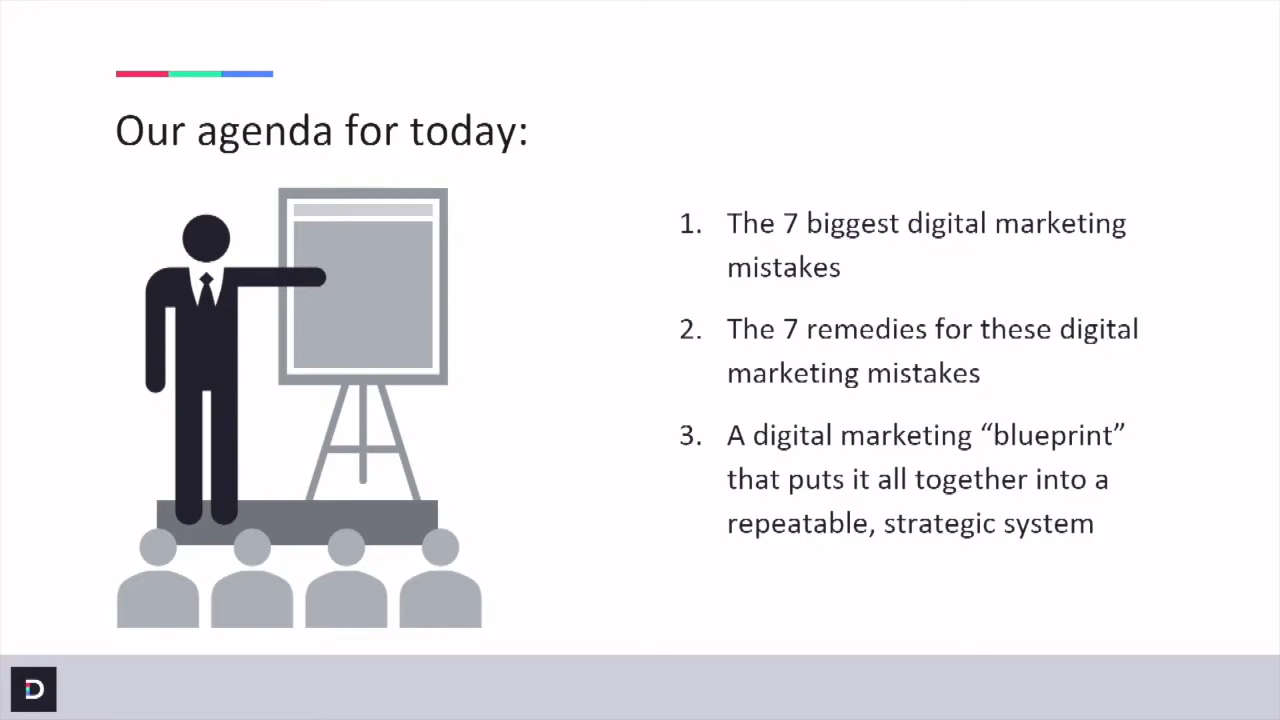 Our agenda for today:
1. The 7 biggest digital marketing
mistakes
2. The 7 remedies for these digital
marketing mistakes
3. A digital marketing “blueprint”
that puts it all together into a
repeatable, strategic system
D